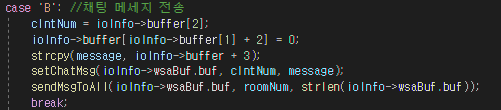 case 'B': //채팅 메세지 전송
clntNum = ioInfo->buffer[2];
ioInfo->buffer[ioInfo->buffer[1] + 2] = 0;
strcpy(message, ioInfo->buffer + 3);
setChatMsg(ioInfo->wsaBuf.buf, clntNum, message);
sendMsgToAll(ioInfo->wsaBuf.buf, roomNum, strlen(ioInfo->wsaBuf.buf));
break;